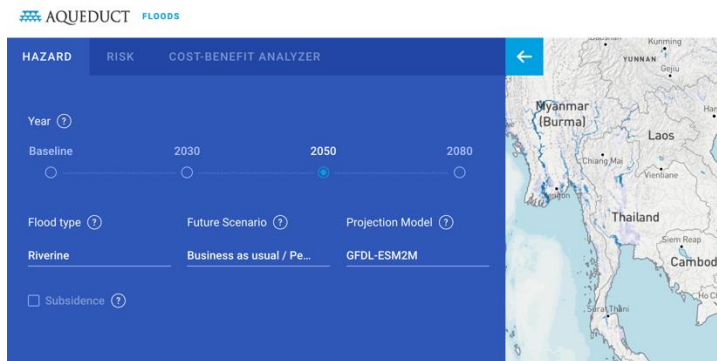 AQUEDUCT FLOODS
HAZARD RISK COST-BENEFIT ANALYZER
Year ?
Baseline 2030 2050 2080
Flood type ? Future Scenario ? Projection Model ?
Riverine Business as usual / Pe... GFDL-ESM2M
Subsidence ?
Kunming
YUNNAN
Gejiu
Myanmar
(Burma)
Laos
Chiang Mai
Vientiane
Thailand
Siem Reap
Cambod
Ho C
Surat Thani